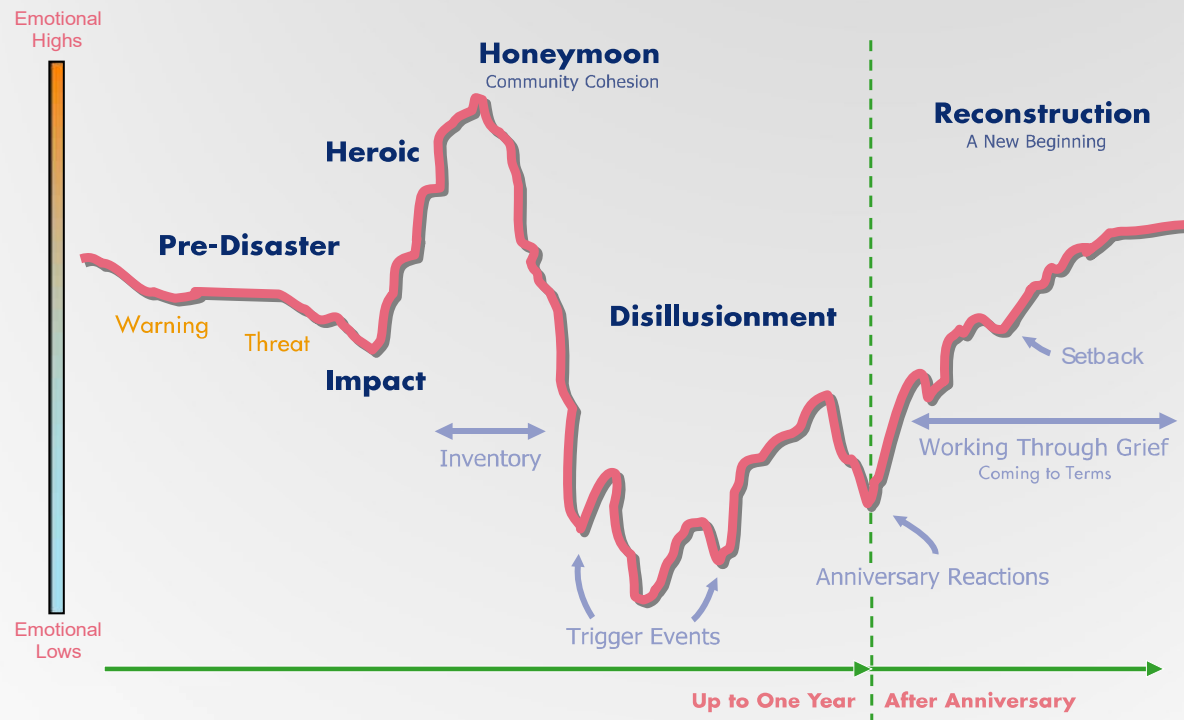 Emotional
Highs
Honeymoon
Community Cohesion
Reconstruction
A New Beginning
Heroic
Pre-Disaster
Warning
Threat
Impact
Disillusionment
Setback
Inventory
Working Through Grief
Coming to Terms
Anniversary Reactions
Trigger Events
Emotional
Lows
Up to One Year
After Anniversary